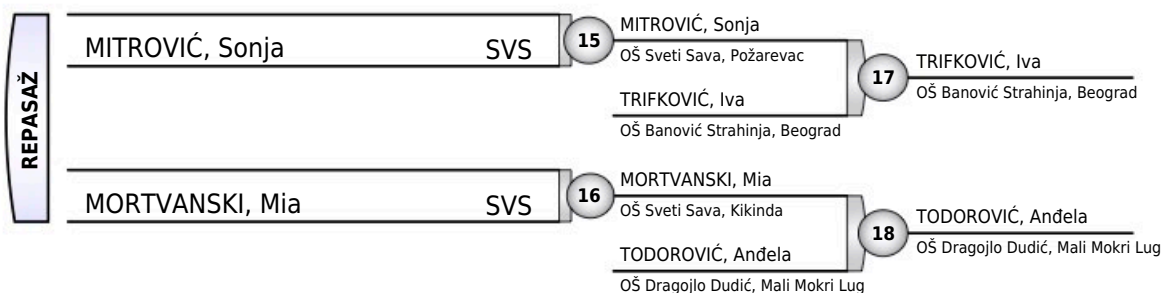 REPASAŽ
MITROVIĆ, Sonja SVS
15
MITROVIĆ, Sonja
OŠ Sveti Sava, Požarevac
TRIFKOVIĆ, Iva
OŠ Banović Strahinja, Beograd
17
TRIFKOVIĆ, Iva
OŠ Banović Strahinja, Beograd
MORTVANSKI, Mia SVS
16
MORTVANSKI, Mia
OŠ Sveti Sava, Kikinda
TODOROVIĆ, Anđela
OŠ Dragojlo Dudić, Mali Mokri Lug
18
TODOROVIĆ, Anđela
OŠ Dragojlo Dudić, Mali Mokri Lug